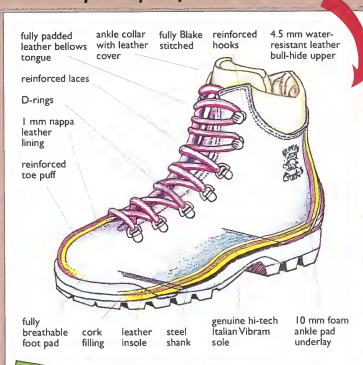 fully padded
leather bellows
tongue
ankle collar
with leather
cover
fully Blake
stitched
reinforced
hooks
4.5 mm water-
resistant leather
bull-hide upper
reinforced laces
D-rings
1 mm nappa
leather
lining
reinforced
toe puff
fully
breathable
foot pad
cork
filling
leather
insole
steel
shank
genuine hi-tech
Italian Vibram
sole
10 mm foam
ankle pad
underlay